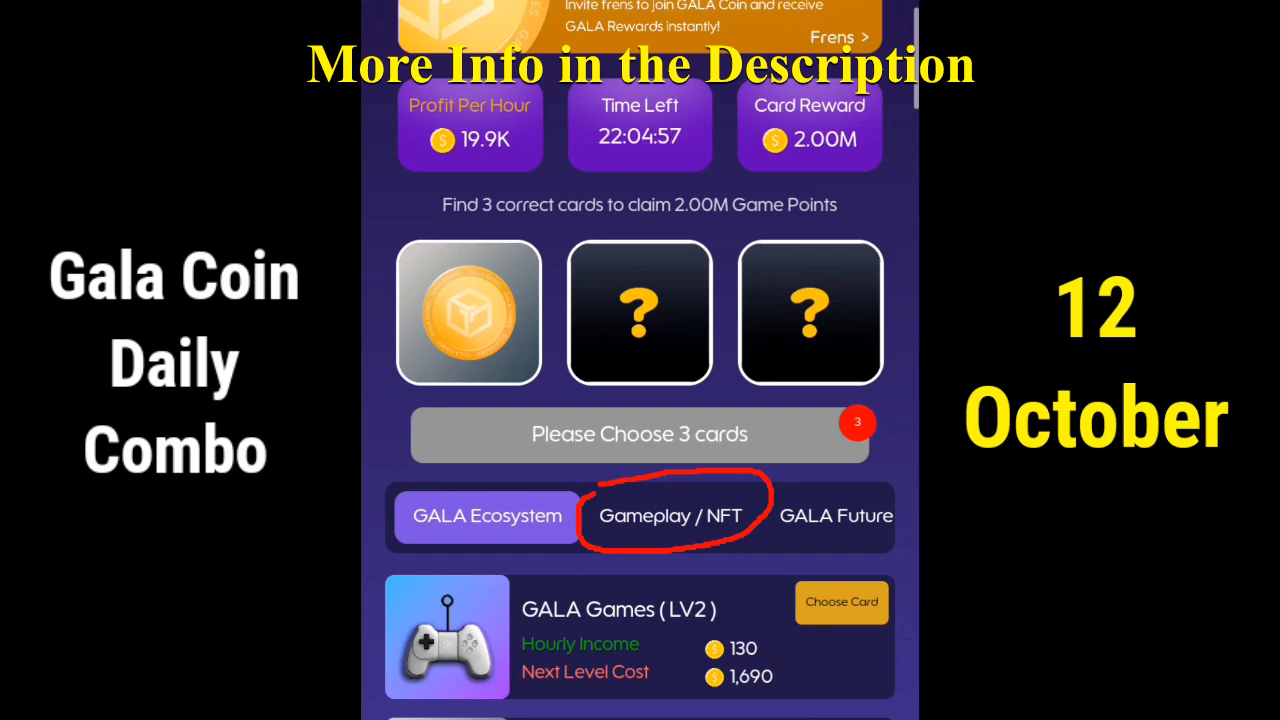 Invite frens to join GALA Coin and receive
GALA Rewards instantly!
Frens >
More Info in the Description
Profit Per Hour
19.9K
Time Left
22:04:57
Card Reward
2.00M
Find 3 correct cards to claim 2.00M Game Points
Gala Coin
Daily
Combo
12
October
?
?
Please Choose 3 cards
3
GALA Ecosystem
Gameplay / NFT
GALA Future
GALA Games ( LV2 )
Choose Card
Hourly Income
130
Next Level Cost
1,690